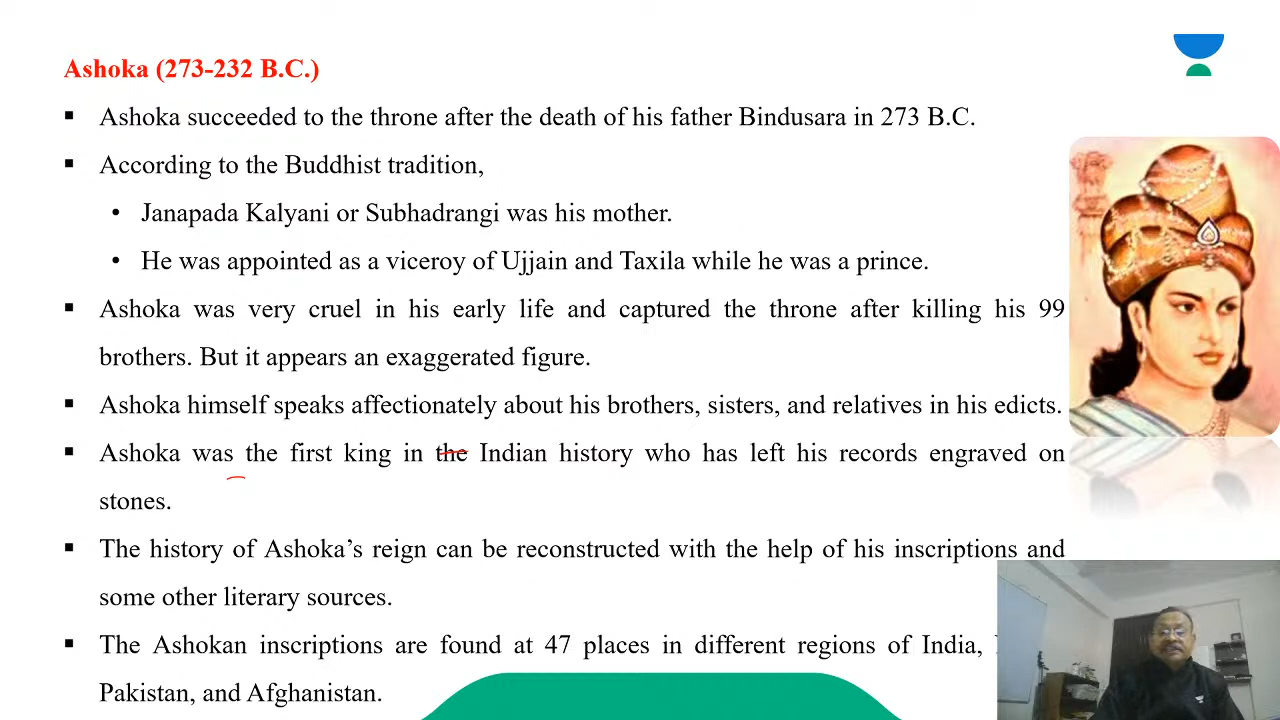 Ashoka (273-232 B.C.)
▪ Ashoka succeeded to the throne after the death of his father Bindusara in 273 B.C.
▪ According to the Buddhist tradition,
• Janapada Kalyani or Subhadrangi was his mother.
• He was appointed as a viceroy of Ujjain and Taxila while he was a prince.
▪ Ashoka was very cruel in his early life and captured the throne after killing his 99
brothers. But it appears an exaggerated figure.
▪ Ashoka himself speaks affectionately about his brothers, sisters, and relatives in his edicts.
▪ Ashoka was the first king in the Indian history who has left his records engraved on
stones.
▪ The history of Ashoka’s reign can be reconstructed with the help of his inscriptions and
some other literary sources.
▪ The Ashokan inscriptions are found at 47 places in different regions of India,
Pakistan, and Afghanistan.